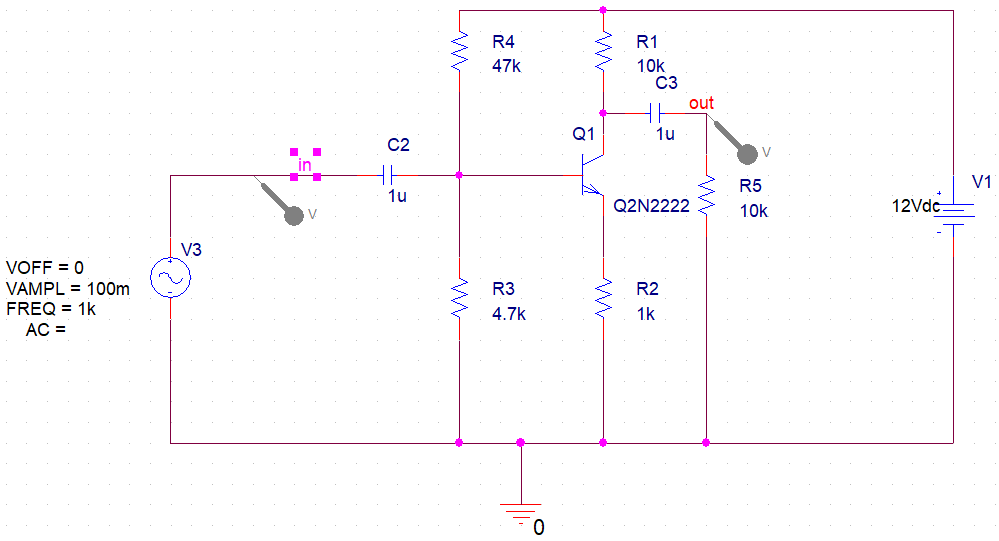 R4
47k
R1
10k
C3
1u
out
V
Q1
Q2N2222
R5
10k
V1
12Vdc
+
-
in
V
C2
1u
V3
+
-
VOFF = 0
VAMPL = 100m
FREQ = 1k
AC =
R3
4.7k
R2
1k
0